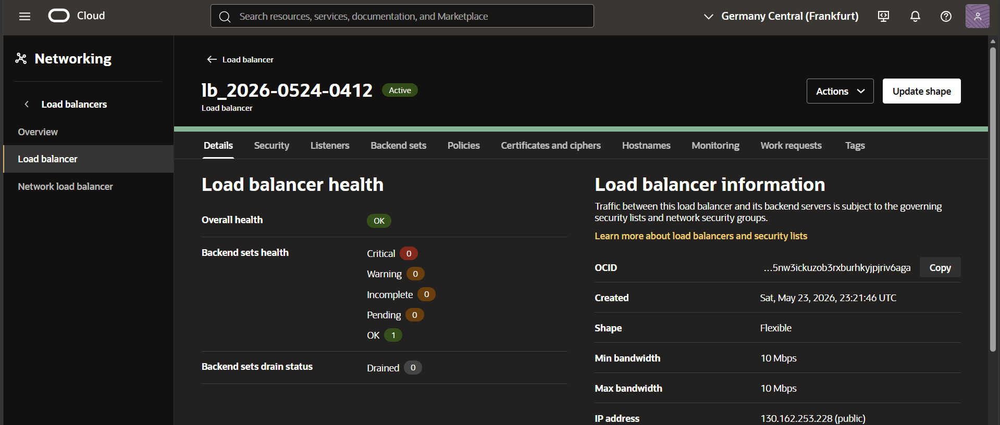 Cloud
Search resources, services, documentation, and Marketplace
Germany Central (Frankfurt)
Networking
Load balancers
Overview
Load balancer
Network load balancer
Load balancer
lb_2026-0524-0412
Active
Load balancer
Actions
Update shape
Details
Security
Listeners
Backend sets
Policies
Certificates and ciphers
Hostnames
Monitoring
Work requests
Tags
Load balancer health
Overall health
OK
Backend sets health
Critical 0
Warning 0
Incomplete 0
Pending 0
OK 1
Backend sets drain status
Drained 0
Load balancer information
Traffic between this load balancer and its backend servers is subject to the governing
security lists and network security groups.
Learn more about load balancers and security lists
OCID
...5nw3ickuzob3rxburhkyjpjriv6aga
Copy
Created
Sat, May 23, 2026, 23:21:46 UTC
Shape
Flexible
Min bandwidth
10 Mbps
Max bandwidth
10 Mbps
IP address
130.162.253.228 (public)